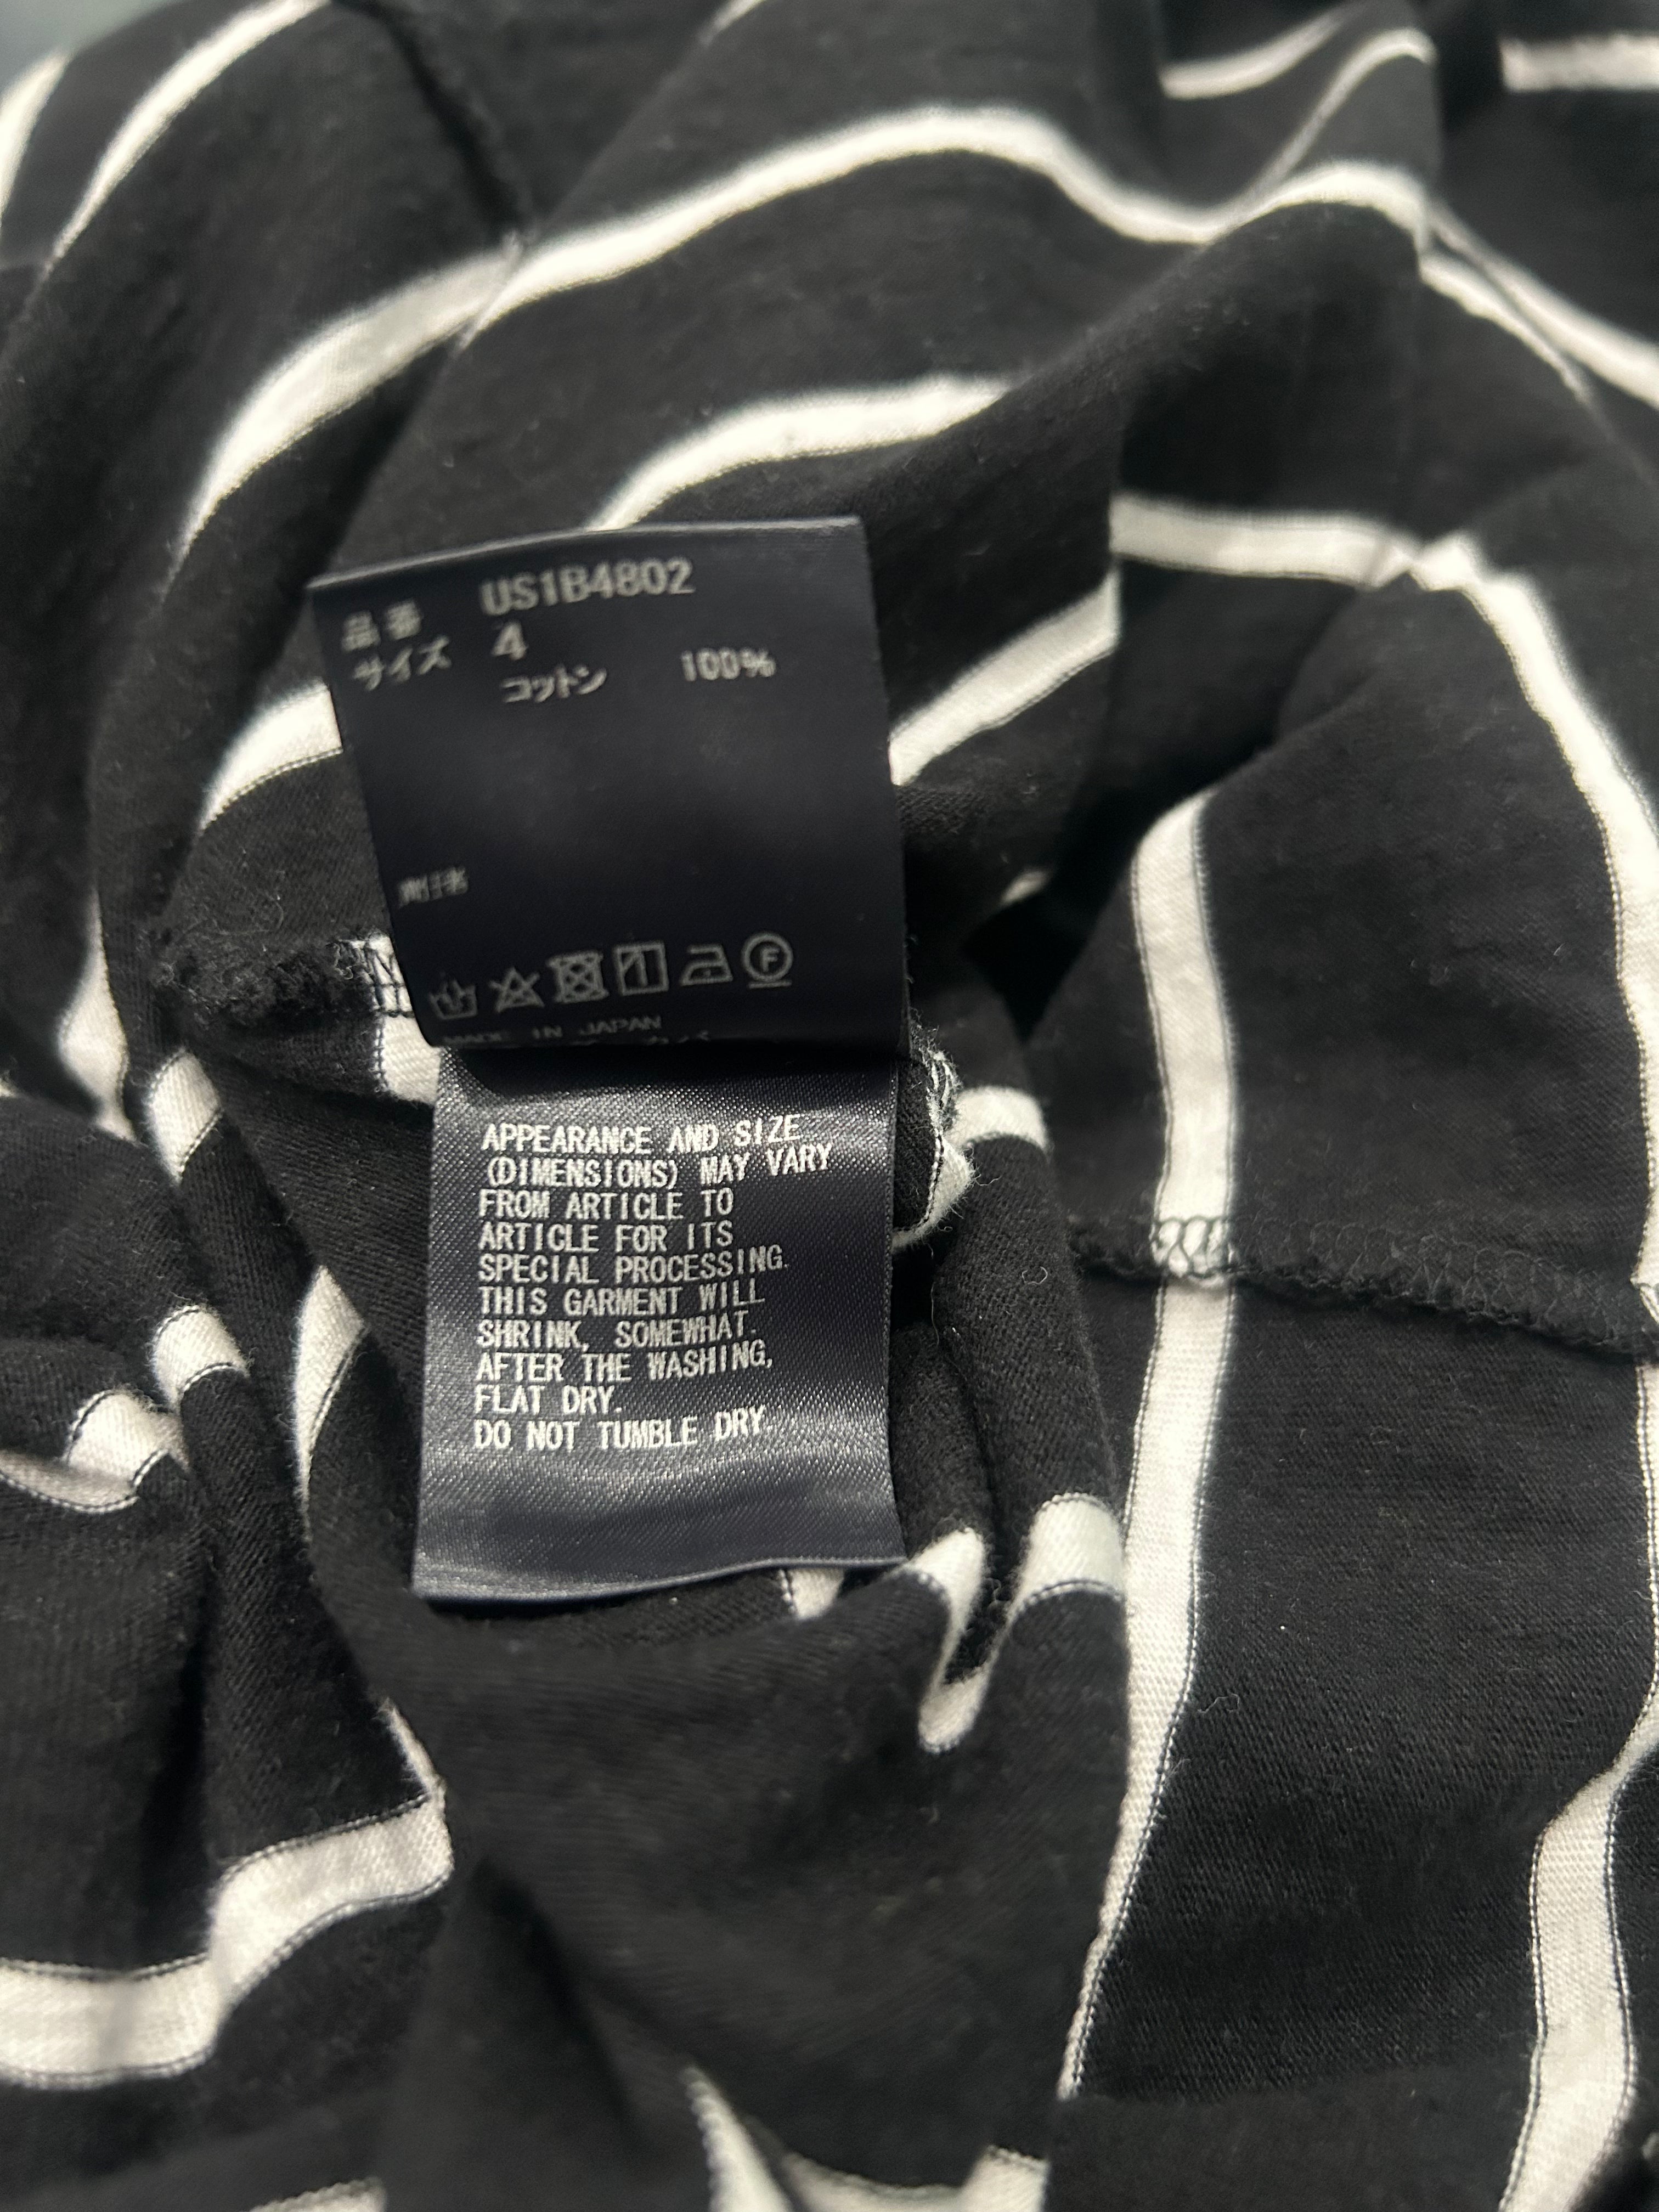 品番 US1B4802
サイズ 4
コットン 100%
MADE IN JAPAN
APPEARANCE AND SIZE
(DIMENSIONS) MAY VARY
FROM ARTICLE TO
ARTICLE FOR ITS
SPECIAL PROCESSING.
THIS GARMENT WILL
SHRINK, SOMEWHAT.
AFTER THE WASHING,
FLAT DRY.
DO NOT TUMBLE DRY.